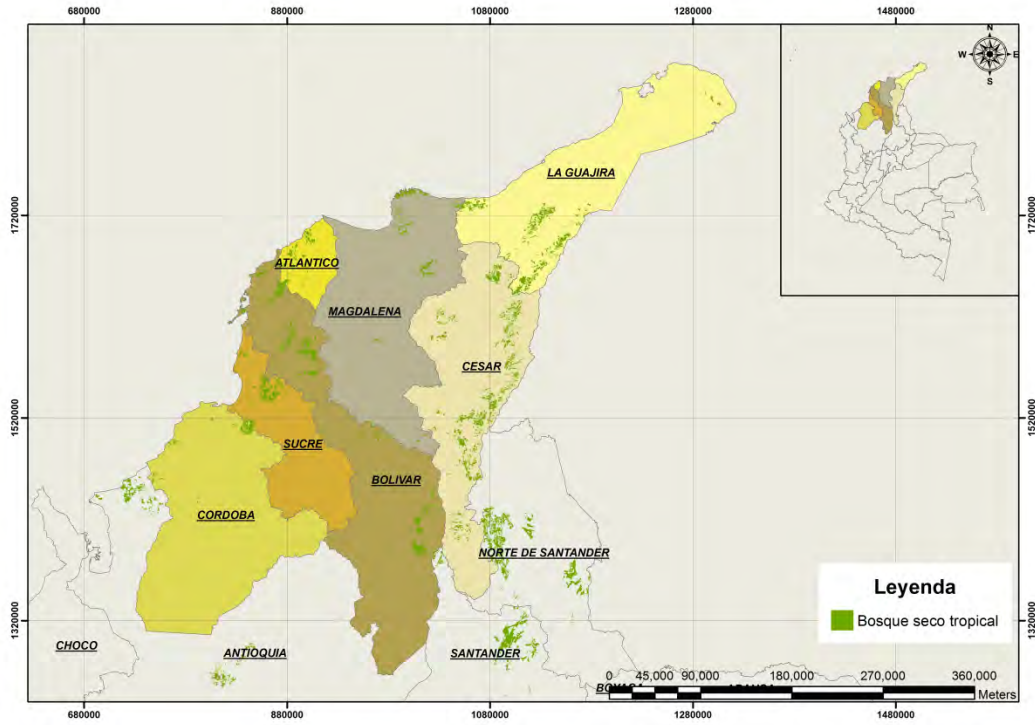 680000 880000 1080000 1280000 1480000
N
W E
S
LA GUAJIRA
1720000 1720000
ATLANTICO
MAGDALENA
CESAR
1520000 1520000
SUCRE
BOLIVAR
CORDOBA
NORTE DE SANTANDER
Leyenda
Bosque seco tropical
1320000 1320000
CHOCO
ANTIOQUIA
SANTANDER
0 45,000 90,000 180,000 270,000 360,000
Meters
680000 880000 1080000 1280000 1480000